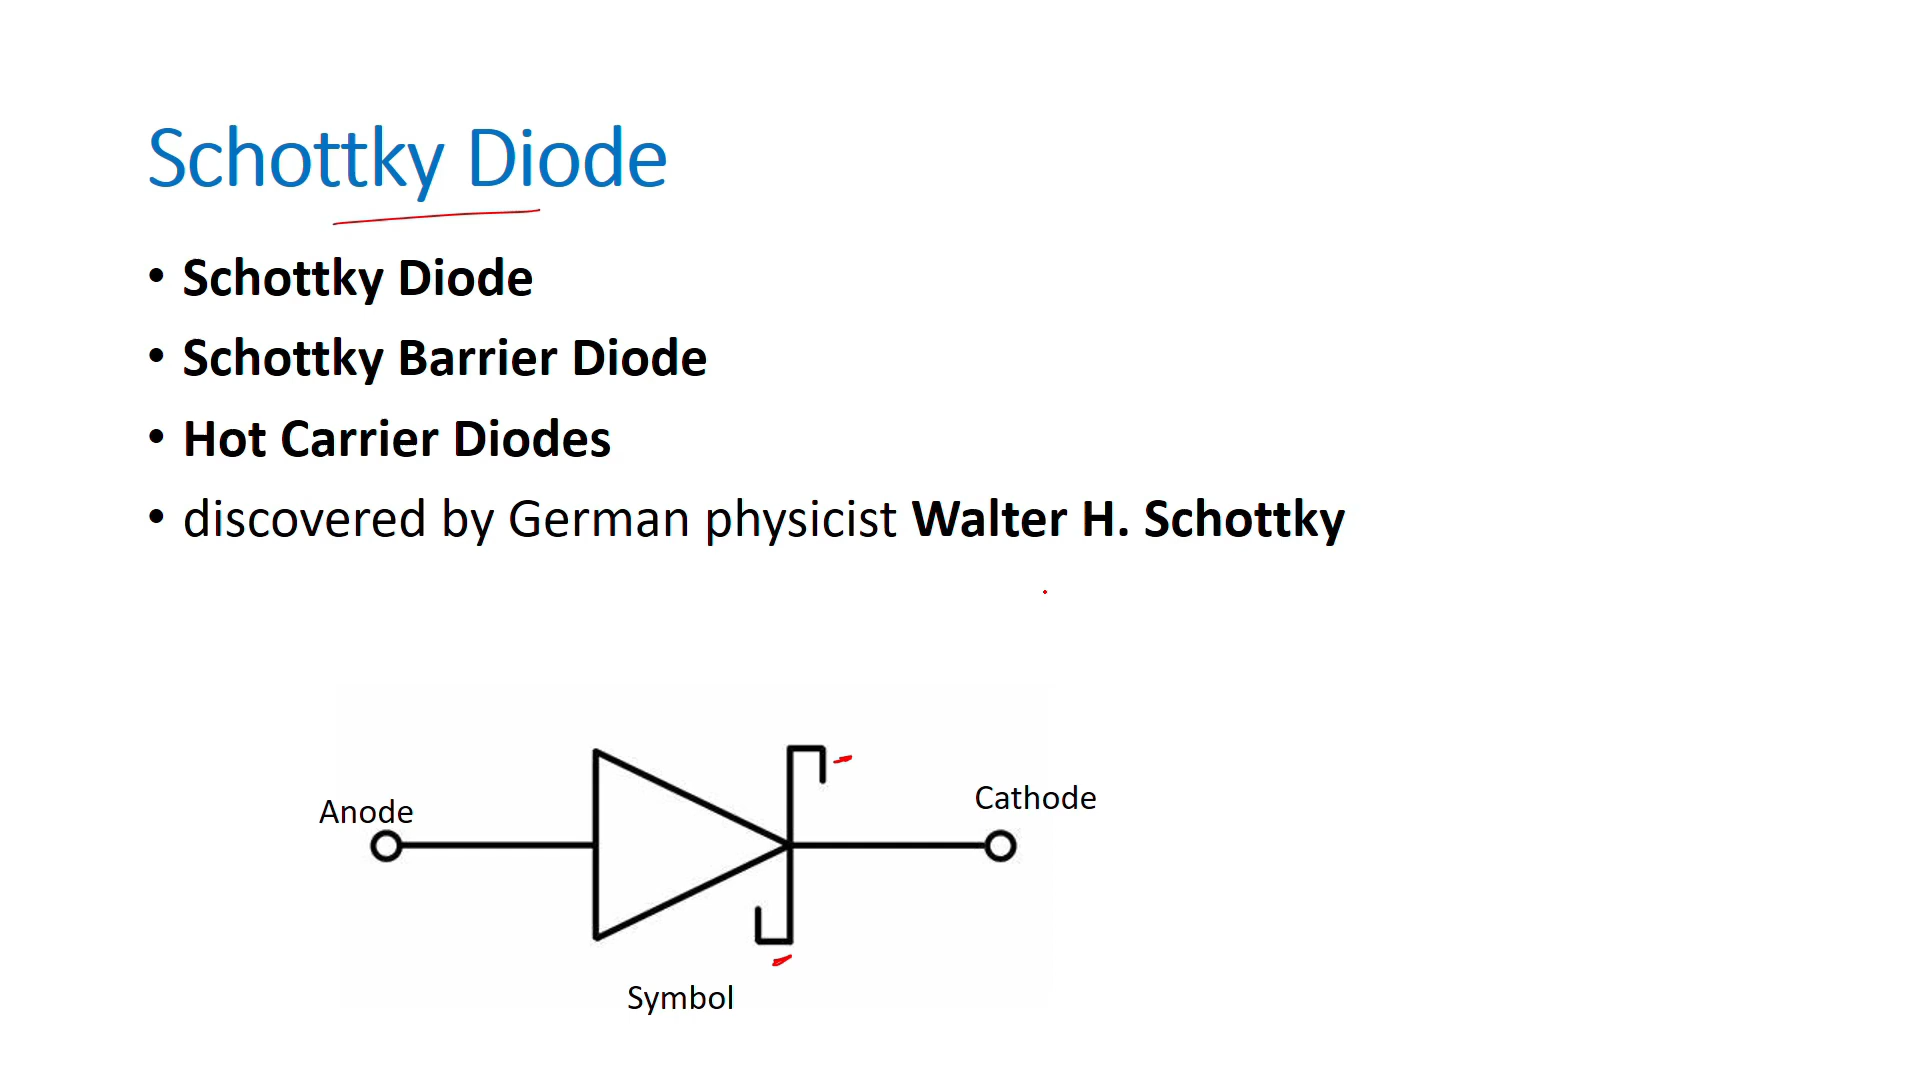 Schottky Diode
• Schottky Diode
• Schottky Barrier Diode
• Hot Carrier Diodes
• discovered by German physicist Walter H. Schottky
Anode
Cathode
Symbol